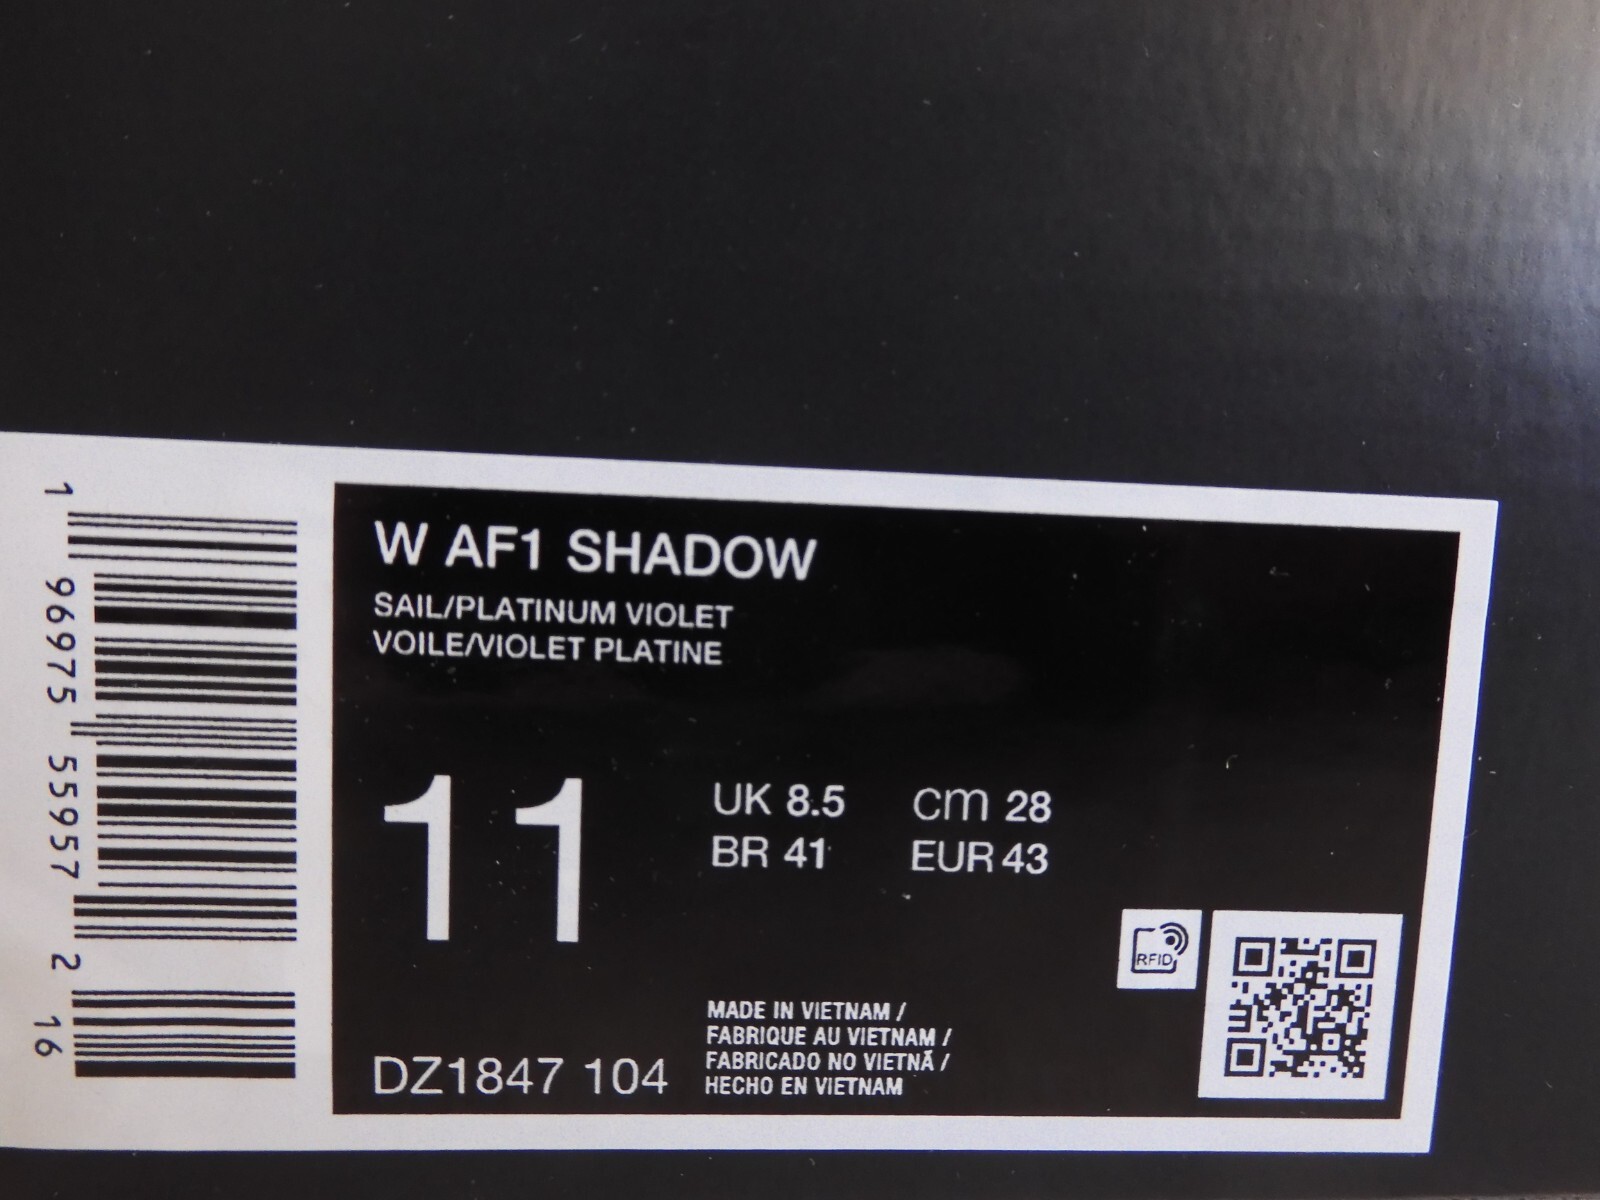 W AF1 SHADOW
SAIL/PLATINUM VIOLET
VOILE/VIOLET PLATINE
11
UK 8.5 cm 28
BR 41 EUR 43
RFID
DZ1847 104
MADE IN VIETNAM /
FABRIQUE AU VIETNAM /
FABRICADO NO VIETNÃ /
HECHO EN VIETNAM
1 96975 55957 2 16